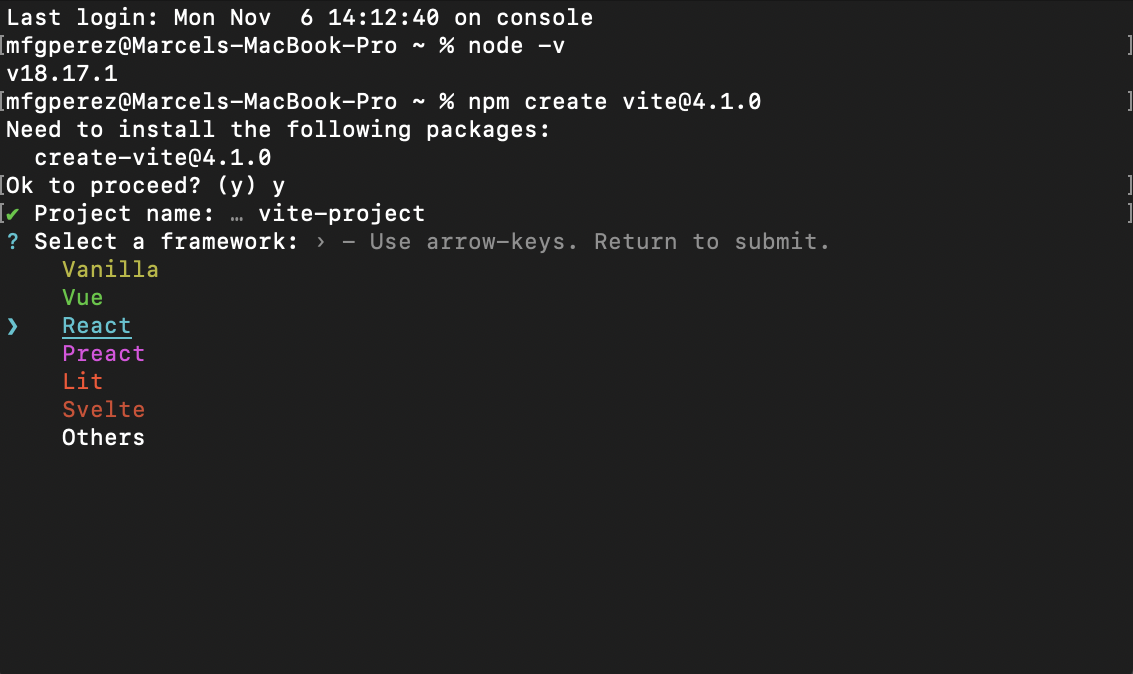 Last login: Mon Nov  6 14:12:40 on console
[mfgperez@Marcels-MacBook-Pro ~ % node -v ]
v18.17.1
[mfgperez@Marcels-MacBook-Pro ~ % npm create vite@4.1.0 ]
Need to install the following packages:
  create-vite@4.1.0
[Ok to proceed? (y) y ]
[✔ Project name: … vite-project ]
? Select a framework: › - Use arrow-keys. Return to submit.
    Vanilla
    Vue
❯   React
    Preact
    Lit
    Svelte
    Others